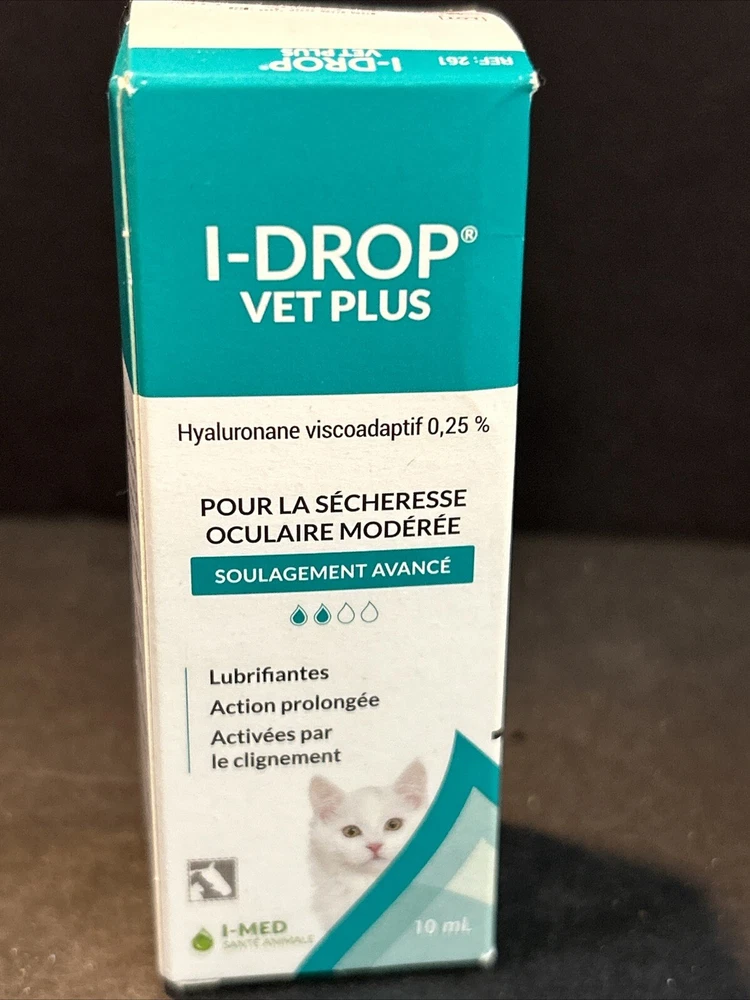 I-DROP®
VET PLUS
REF: 261
I-DROP®
VET PLUS
Hyaluronane viscoadaptif 0,25 %
POUR LA SÉCHERESSE
OCULAIRE MODÉRÉE
SOULAGEMENT AVANCÉ
Lubrifiantes
Action prolongée
Activées par
le clignement
I-MED
SANTÉ ANIMALE
10 mL